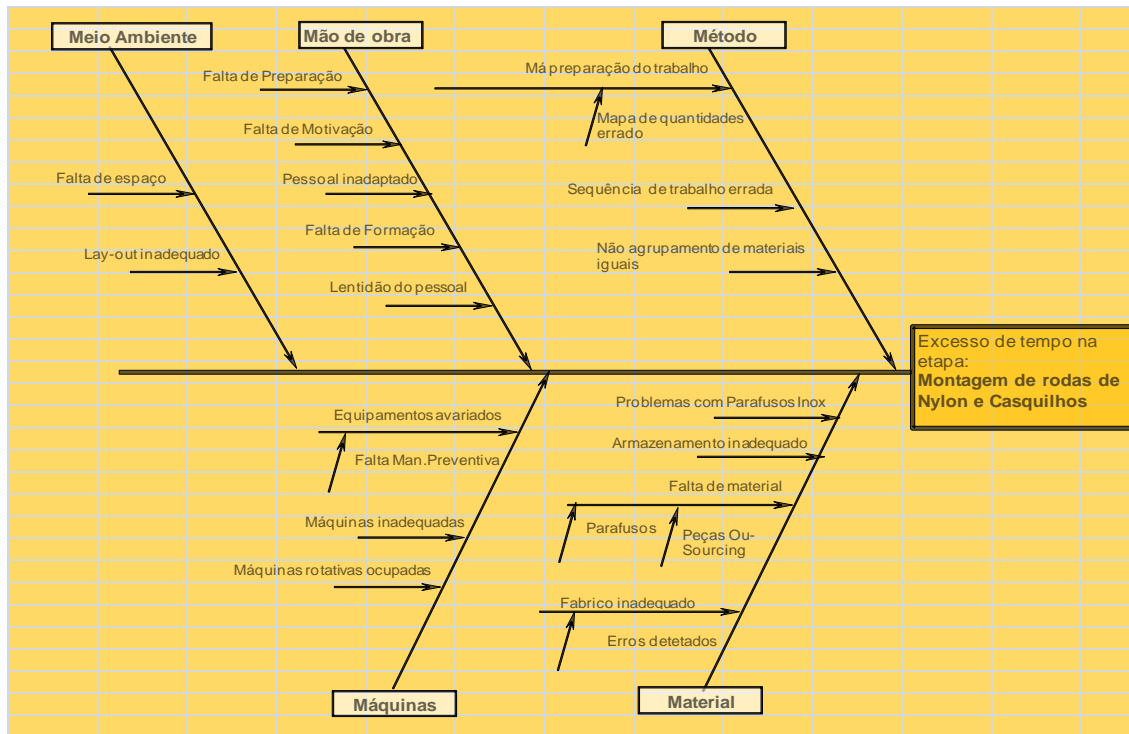 Meio Ambiente
Mão de obra
Método
Falta de Preparação
Falta de Motivação
Pessoal inadaptado
Falta de Formação
Lentidão do pessoal
Falta de espaço
Lay-out inadequado
Má preparação do trabalho
Mapa de quantidades
errado
Sequência de trabalho errada
Não agrupamento de materiais
iguais
Excesso de tempo na
etapa:
Montagem de rodas de
Nylon e Casquilhos
Equipamentos avariados
Falta Man.Preventiva
Máquinas inadequadas
Máquinas rotativas ocupadas
Problemas com Parafusos Inox
Armazenamento inadequado
Falta de material
Parafusos
Peças Ou-
Sourcing
Fabrico inadequado
Erros detetados
Máquinas
Material